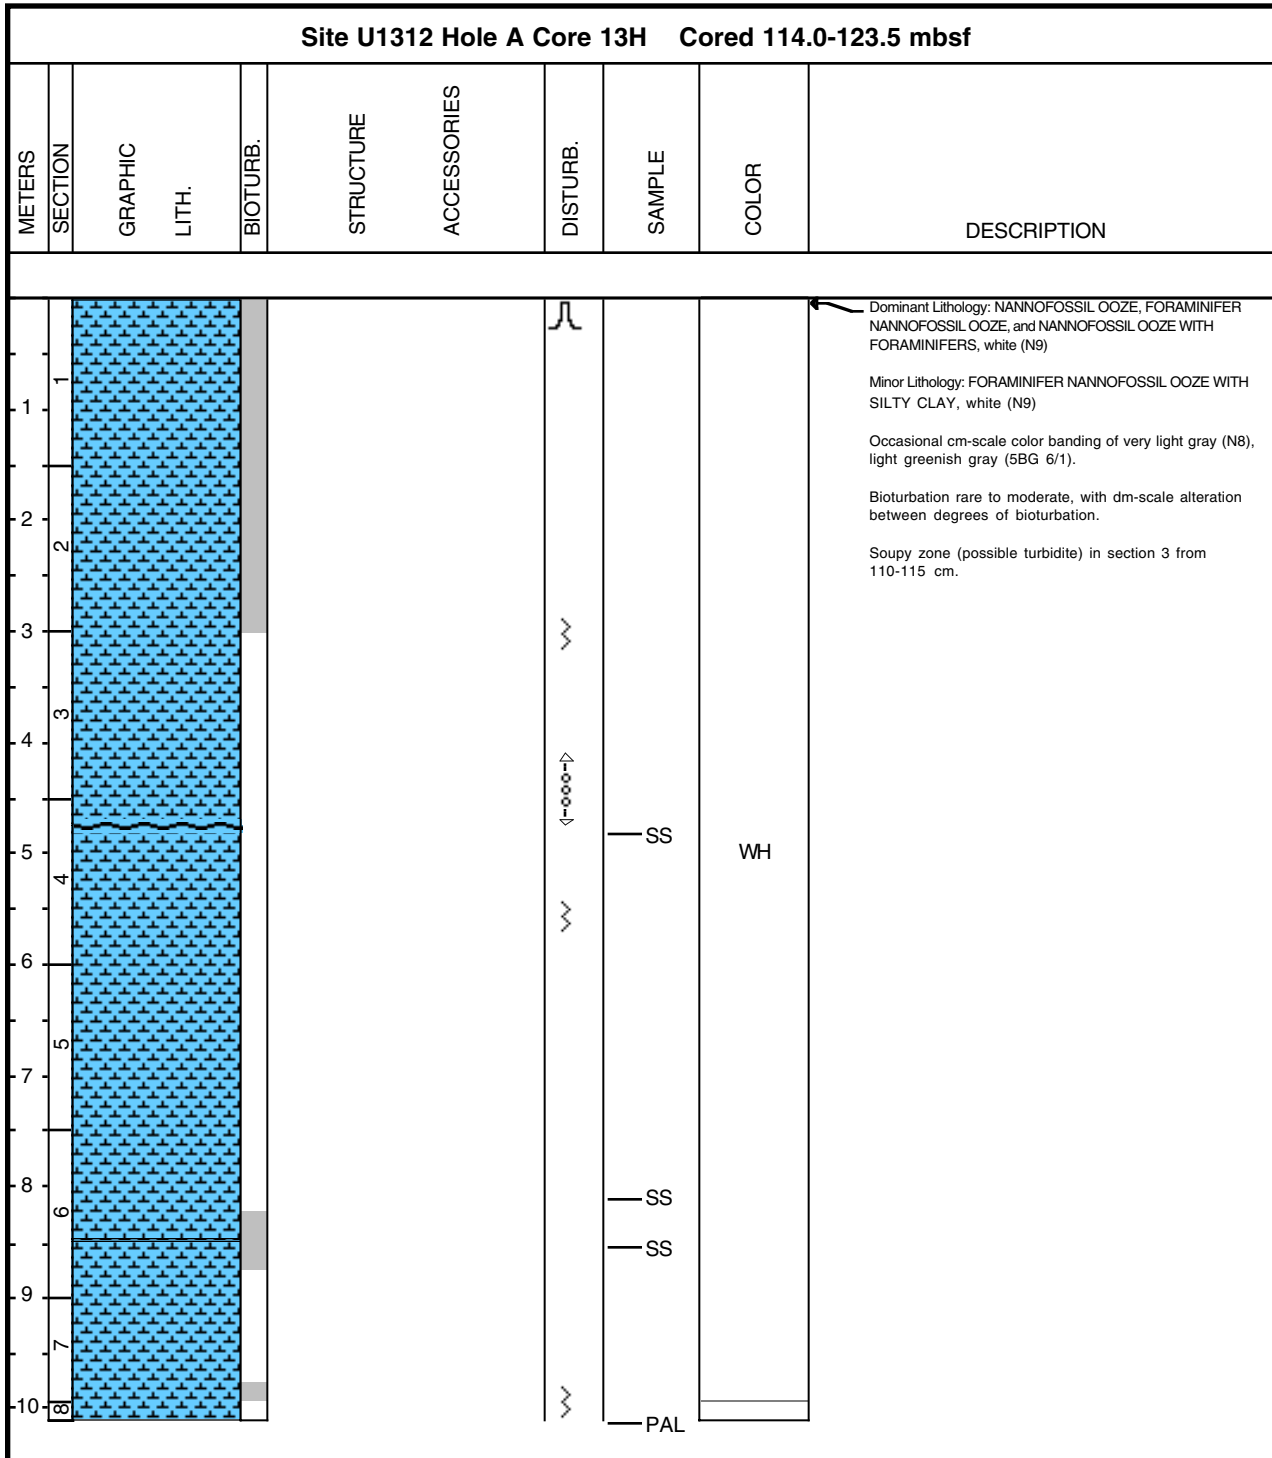 Site U1312 Hole A Core 13H Cored 114.0-123.5 mbsf
METERS
SECTION
GRAPHIC
LITH.
BIOTURB.
STRUCTURE
ACCESSORIES
DISTURB.
SAMPLE
COLOR
DESCRIPTION
Dominant Lithology: NANNOFOSSIL OOZE, FORAMINIFER
NANNOFOSSIL OOZE, and NANNOFOSSIL OOZE WITH
FORAMINIFERS, white (N9)
Minor Lithology: FORAMINIFER NANNOFOSSIL OOZE WITH
SILTY CLAY, white (N9)
Occasional cm-scale color banding of very light gray (N8),
light greenish gray (5BG 6/1).
Bioturbation rare to moderate, with dm-scale alteration
between degrees of bioturbation.
Soupy zone (possible turbidite) in section 3 from
110-115 cm.
1
1
2
2
3
3
4
SS
5
WH
4
6
5
7
8
SS
6
SS
9
7
10
8
PAL